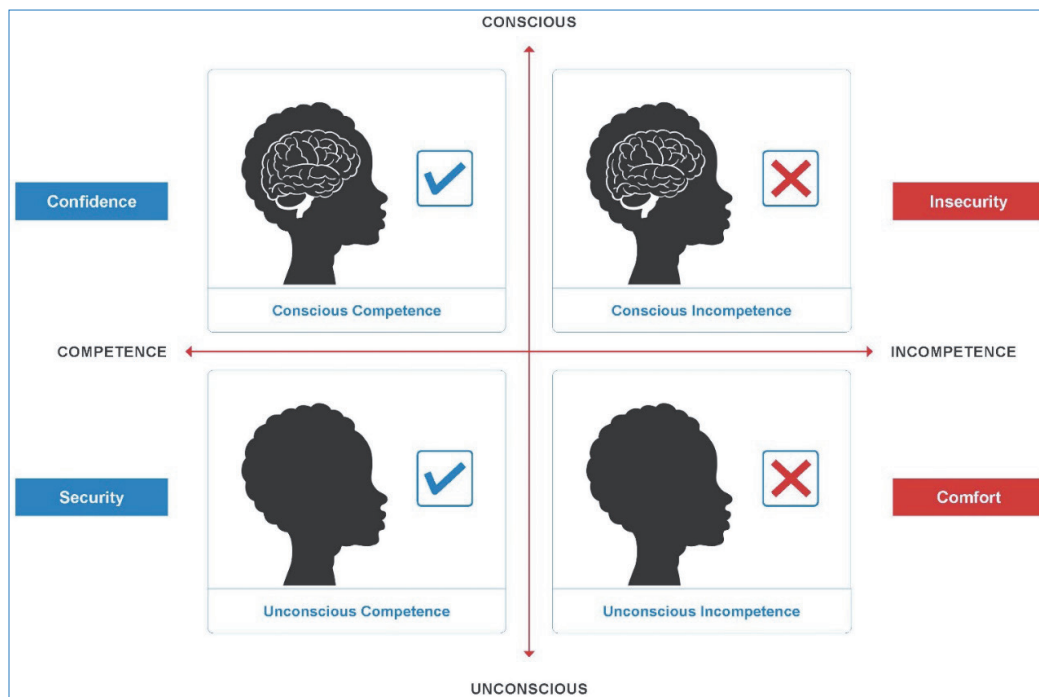 CONSCIOUS
Confidence
Insecurity
Conscious Competence
Conscious Incompetence
COMPETENCE
INCOMPETENCE
Security
Comfort
Unconscious Competence
Unconscious Incompetence
UNCONSCIOUS